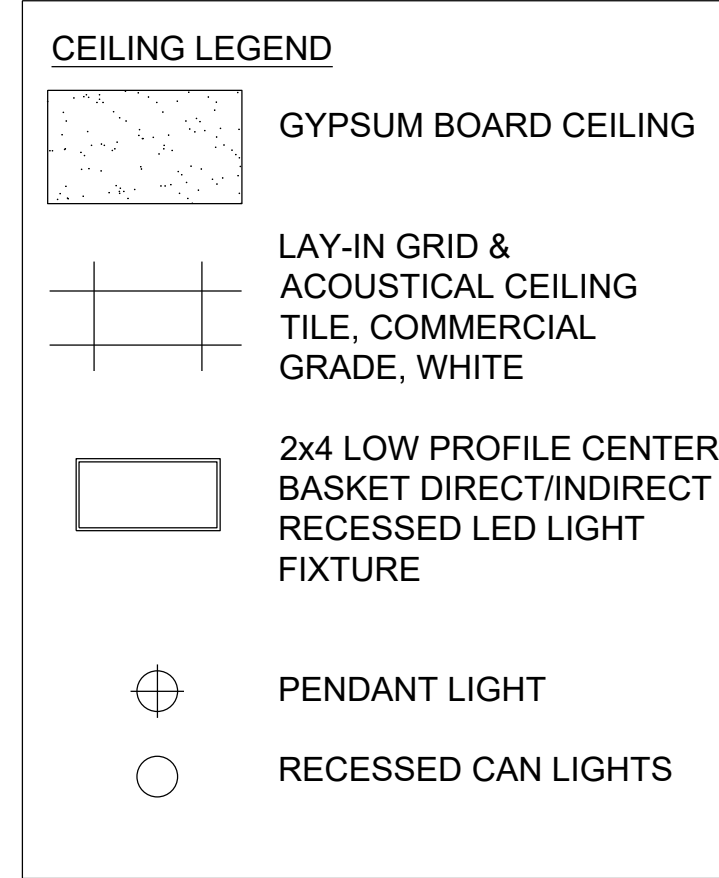 CEILING LEGEND
GYPSUM BOARD CEILING
LAY-IN GRID &
ACOUSTICAL CEILING
TILE, COMMERCIAL
GRADE, WHITE
2x4 LOW PROFILE CENTER
BASKET DIRECT/INDIRECT
RECESSED LED LIGHT
FIXTURE
PENDANT LIGHT
RECESSED CAN LIGHTS